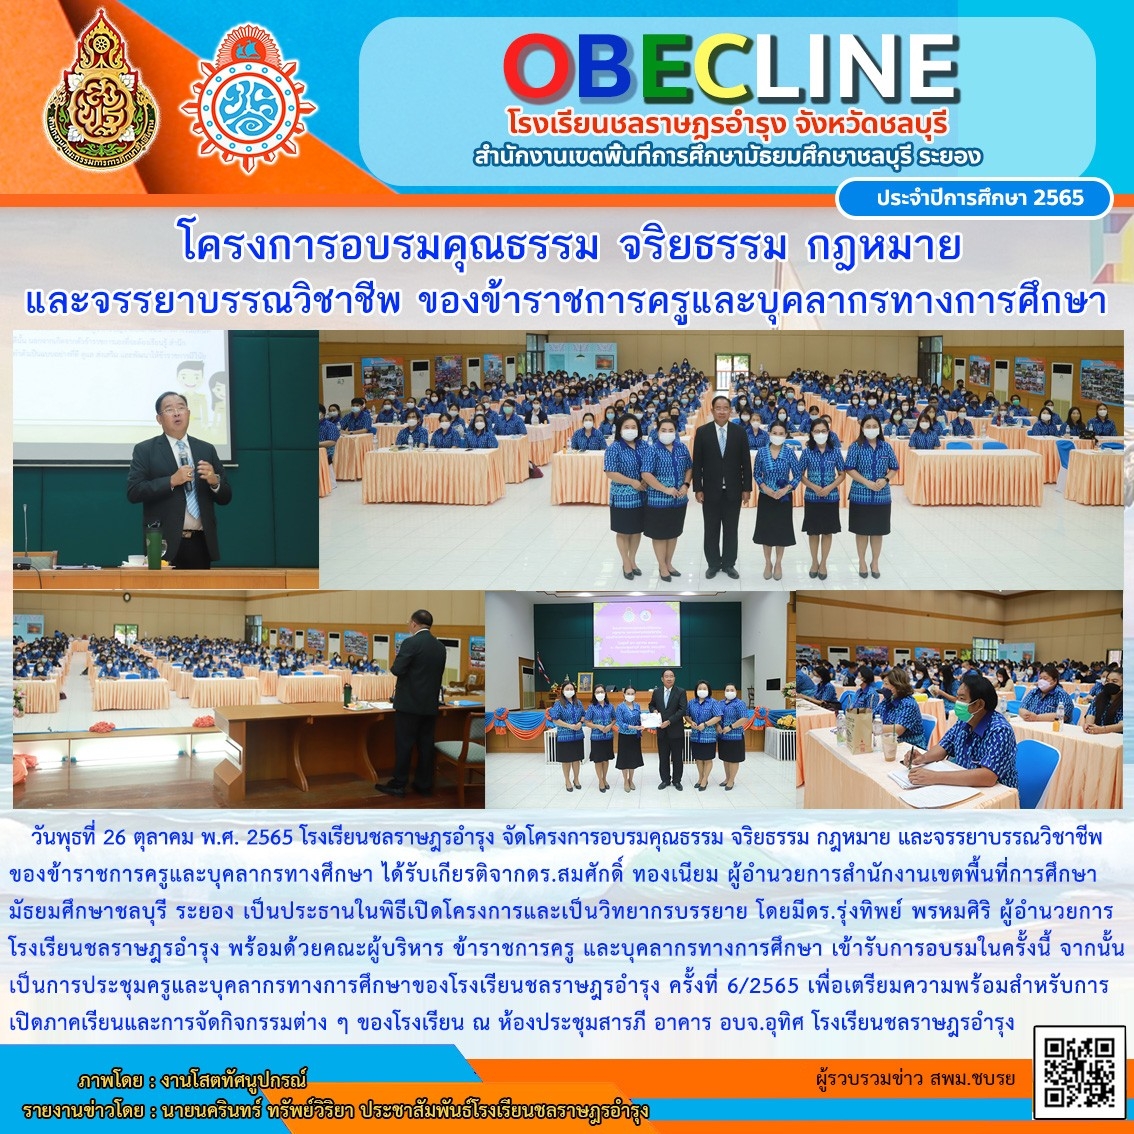 OBECLINE
โรงเรียนชลราษฎรอำรุง จังหวัดชลบุรี
สำนักงานเขตพื้นที่การศึกษามัธยมศึกษาชลบุรี ระยอง
ประจำปีการศึกษา 2565
โครงการอบรมคุณธรรม จริยธรรม กฎหมาย
และจรรยาบรรณวิชาชีพ ของข้าราชการครูและบุคลากรทางการศึกษา
วันพุธที่ 26 ตุลาคม พ.ศ. 2565 โรงเรียนชลราษฎรอำรุง จัดโครงการอบรมคุณธรรม จริยธรรม กฎหมาย และจรรยาบรรณวิชาชีพ
ของข้าราชการครูและบุคลากรทางศึกษา ได้รับเกียรติจากดร.สมศักดิ์ ทองเนียม ผู้อำนวยการสำนักงานเขตพื้นที่การศึกษา
มัธยมศึกษาชลบุรี ระยอง เป็นประธานในพิธีเปิดโครงการและเป็นวิทยากรบรรยาย โดยมีดร.รุ่งทิพย์ พรหมศิริ ผู้อำนวยการ
โรงเรียนชลราษฎรอำรุง พร้อมด้วยคณะผู้บริหาร ข้าราชการครู และบุคลากรทางการศึกษา เข้ารับการอบรมในครั้งนี้ จากนั้น
เป็นการประชุมครูและบุคลากรทางการศึกษาของโรงเรียนชลราษฎรอำรุง ครั้งที่ 6/2565 เพื่อเตรียมความพร้อมสำหรับการ
เปิดภาคเรียนและการจัดกิจกรรมต่าง ๆ ของโรงเรียน ณ ห้องประชุมสารภี อาคาร อบจ.อุทิศ โรงเรียนชลราษฎรอำรุง
ภาพโดย : งานโสตทัศนูปกรณ์
ผู้รวบรวมข่าว สพม.ชบรย
รายงานข่าวโดย : นายนครินทร์ ทรัพย์วิริยา ประชาสัมพันธ์โรงเรียนชลราษฎรอำรุง